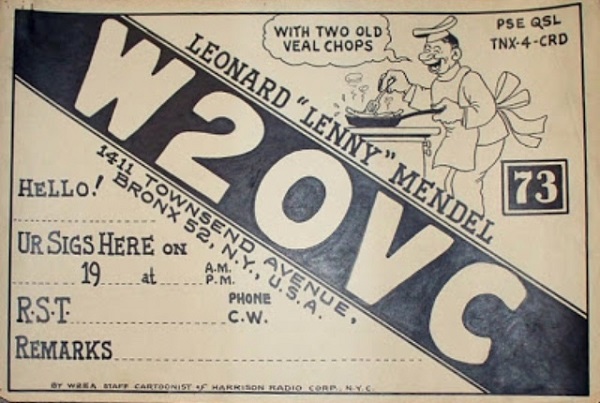 WITH TWO OLD
VEAL CHOPS
PSE QSL
TNX-4-CRD
LEONARD "LENNY" MENDEL
W2OVC
73
1411 TOWNSEND AVENUE,
BRONX 52, N.Y., U.S.A.
HELLO!
UR SIGS HERE ON
19 at A.M.
P.M.
PHONE
R.S.T. C.W.
REMARKS
BY W2BEA STAFF CARTOONIST of HARRISON RADIO CORP., N.Y.C.